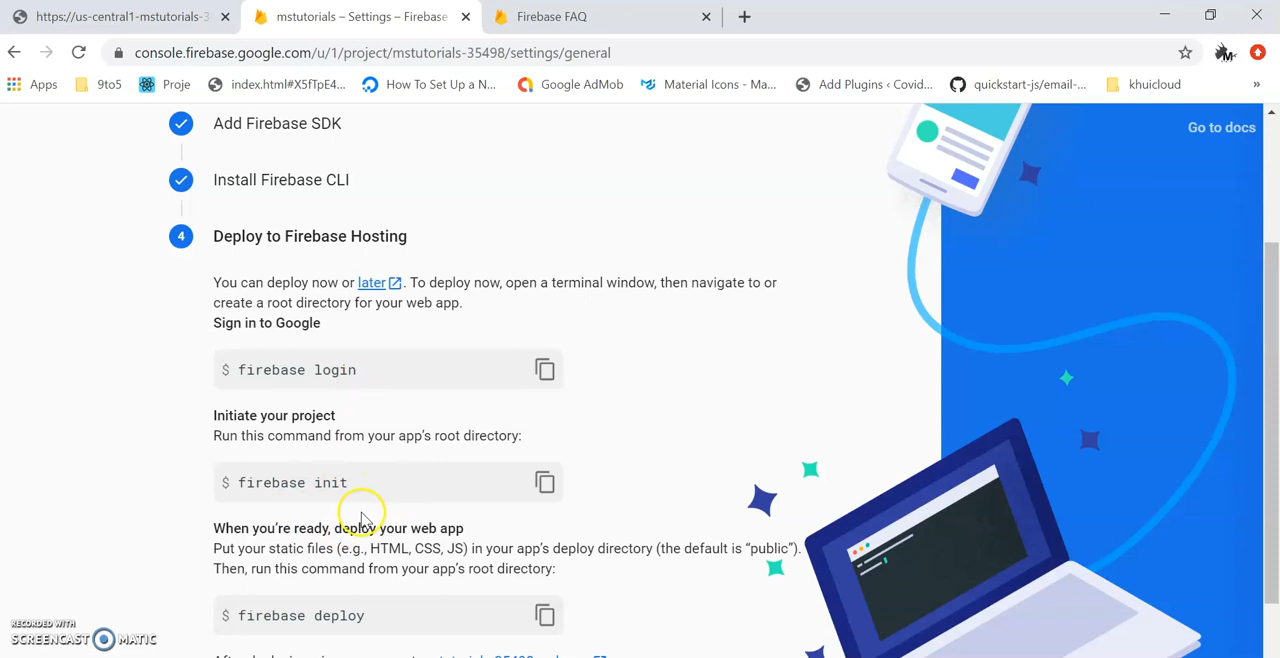 https://us-central1-mstutorials-3
mstutorials – Settings – Firebase
Firebase FAQ
console.firebase.google.com/u/1/project/mstutorials-35498/settings/general
Apps
9to5
Proje
index.html#X5fTpE4...
How To Set Up a N...
Google AdMob
Material Icons - Ma...
Add Plugins ‹ Covid...
quickstart-js/email-...
khuicloud
»
Go to docs
Add Firebase SDK
Install Firebase CLI
4 Deploy to Firebase Hosting
You can deploy now or later. To deploy now, open a terminal window, then navigate to or
create a root directory for your web app.
Sign in to Google
$ firebase login
Initiate your project
Run this command from your app's root directory:
$ firebase init
When you're ready, deploy your web app
Put your static files (e.g., HTML, CSS, JS) in your app's deploy directory (the default is “public”).
Then, run this command from your app's root directory:
$ firebase deploy
RECORDED WITH
SCREENCAST MATIC